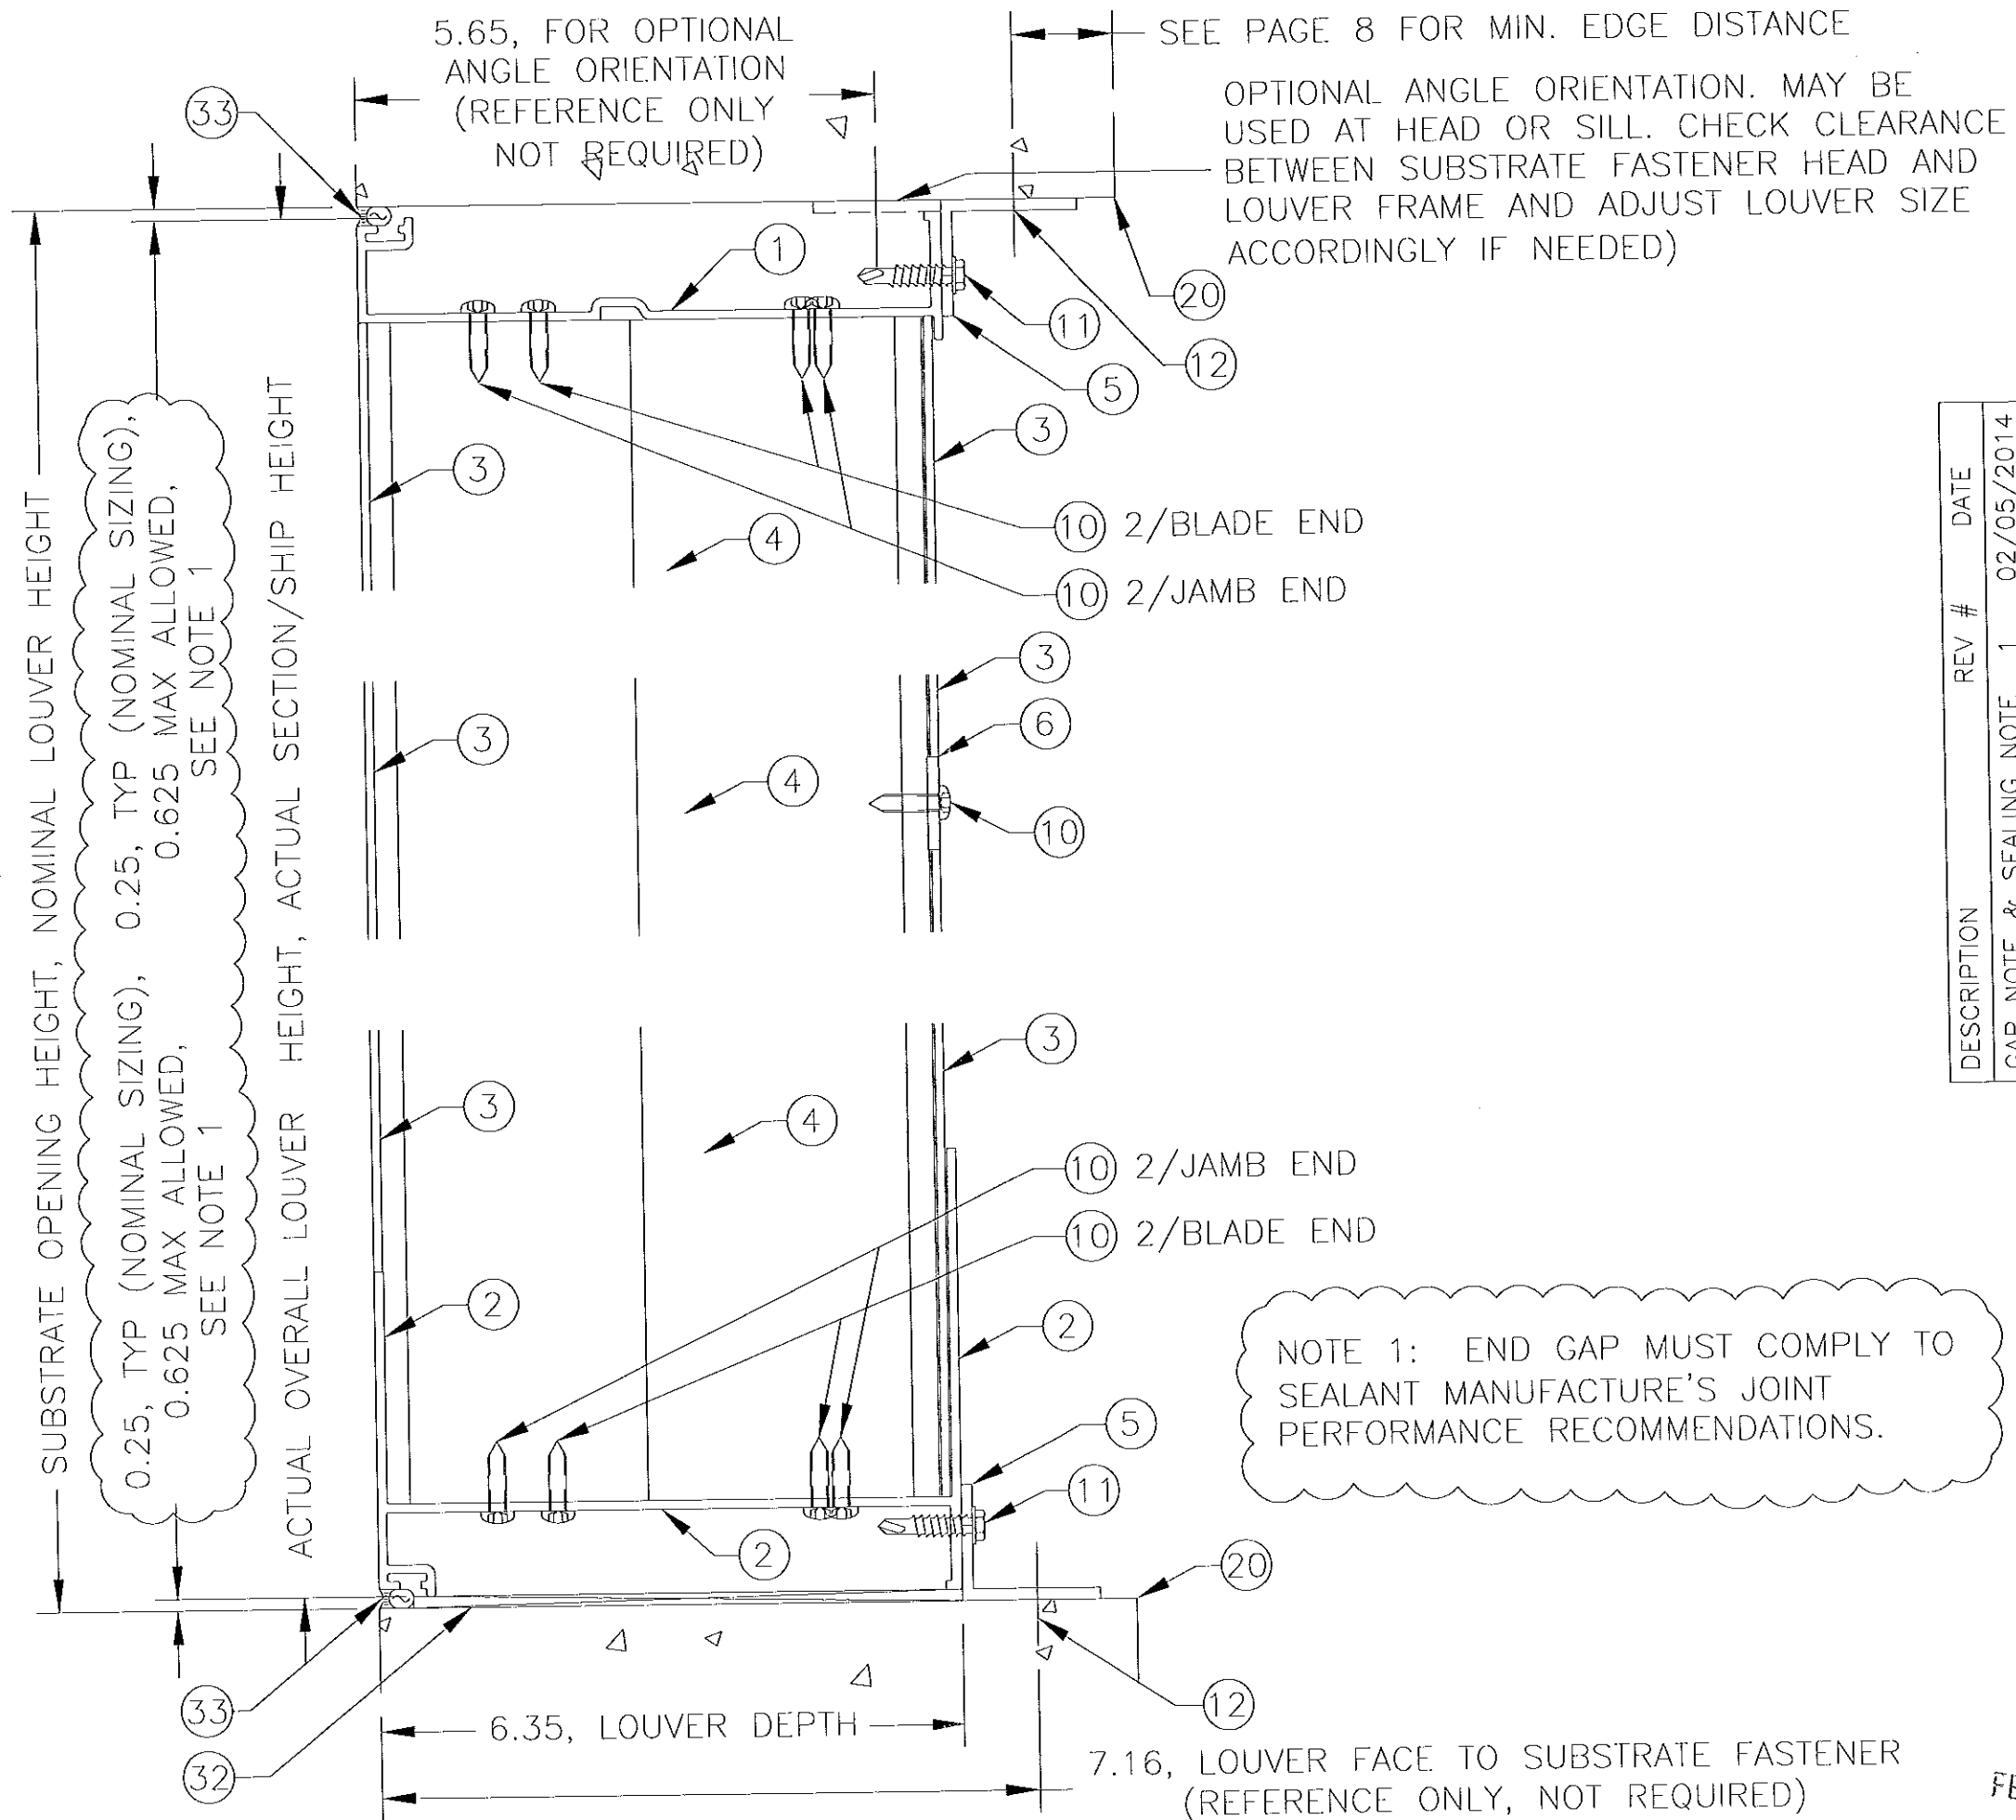 5.65, FOR OPTIONAL
ANGLE ORIENTATION
(REFERENCE ONLY
NOT REQUIRED)
SEE PAGE 8 FOR MIN. EDGE DISTANCE
OPTIONAL ANGLE ORIENTATION. MAY BE
USED AT HEAD OR SILL. CHECK CLEARANCE
BETWEEN SUBSTRATE FASTENER HEAD AND
LOUVER FRAME AND ADJUST LOUVER SIZE
ACCORDINGLY IF NEEDED)
33
1
20
11
12
5
3
3
10 2/BLADE END
4
10 2/JAMB END
3
6
3
4
10
3
3
4
10 2/JAMB END
10 2/BLADE END
2
2
5
11
2
20
33
12
32
SUBSTRATE OPENING HEIGHT, NOMINAL LOUVER HEIGHT
0.25, TYP (NOMINAL SIZING),
0.625 MAX ALLOWED,
SEE NOTE 1
0.25, TYP (NOMINAL SIZING),
0.625 MAX ALLOWED,
SEE NOTE 1
ACTUAL OVERALL LOUVER HEIGHT, ACTUAL SECTION/SHIP HEIGHT
NOTE 1: END GAP MUST COMPLY TO
SEALANT MANUFACTURE'S JOINT
PERFORMANCE RECOMMENDATIONS.
6.35, LOUVER DEPTH
7.16, LOUVER FACE TO SUBSTRATE FASTENER
(REFERENCE ONLY, NOT REQUIRED)
DESCRIPTION REV # DATE
GAP NOTE & SEALING NOTE 1 02/05/2014